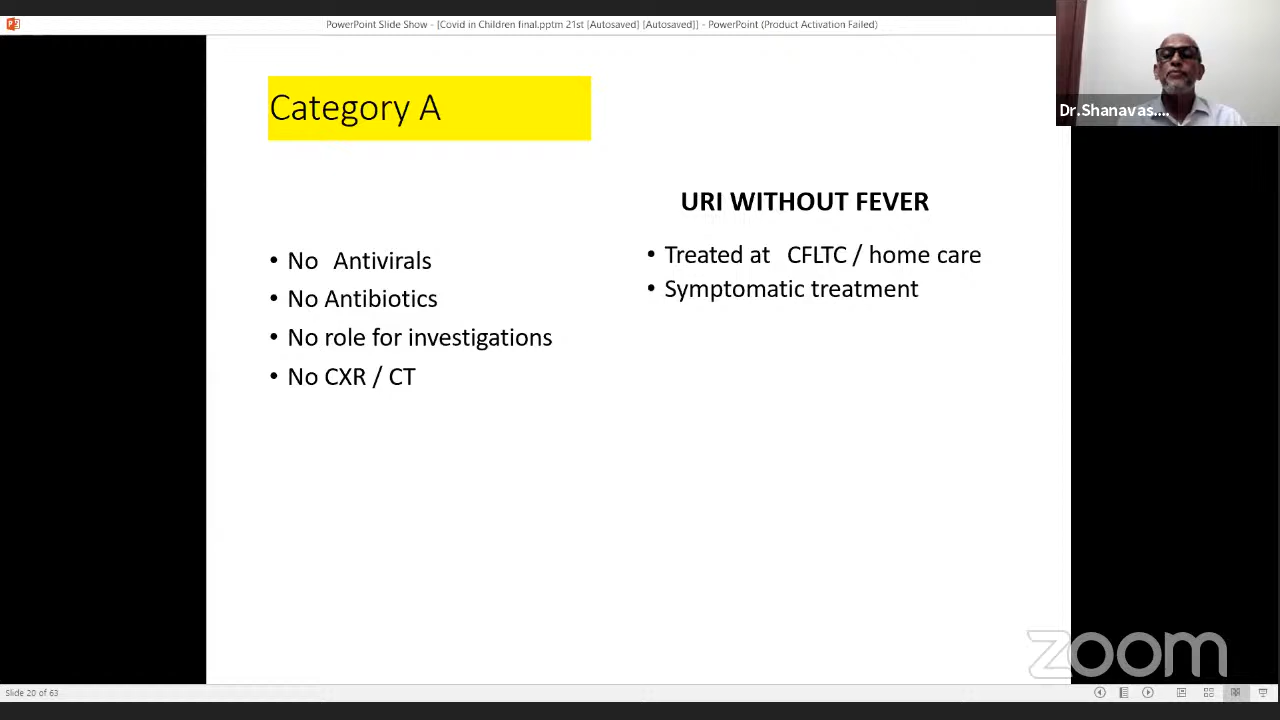 PowerPoint Slide Show - [Covid in Children final.pptm 21st [Autosaved] [Autosaved]] - PowerPoint (Product Activation Failed)
Dr.Shanavas....
Category A
• No Antivirals
• No Antibiotics
• No role for investigations
• No CXR / CT
URI WITHOUT FEVER
• Treated at CFLTC / home care
• Symptomatic treatment
zoom
Slide 20 of 63